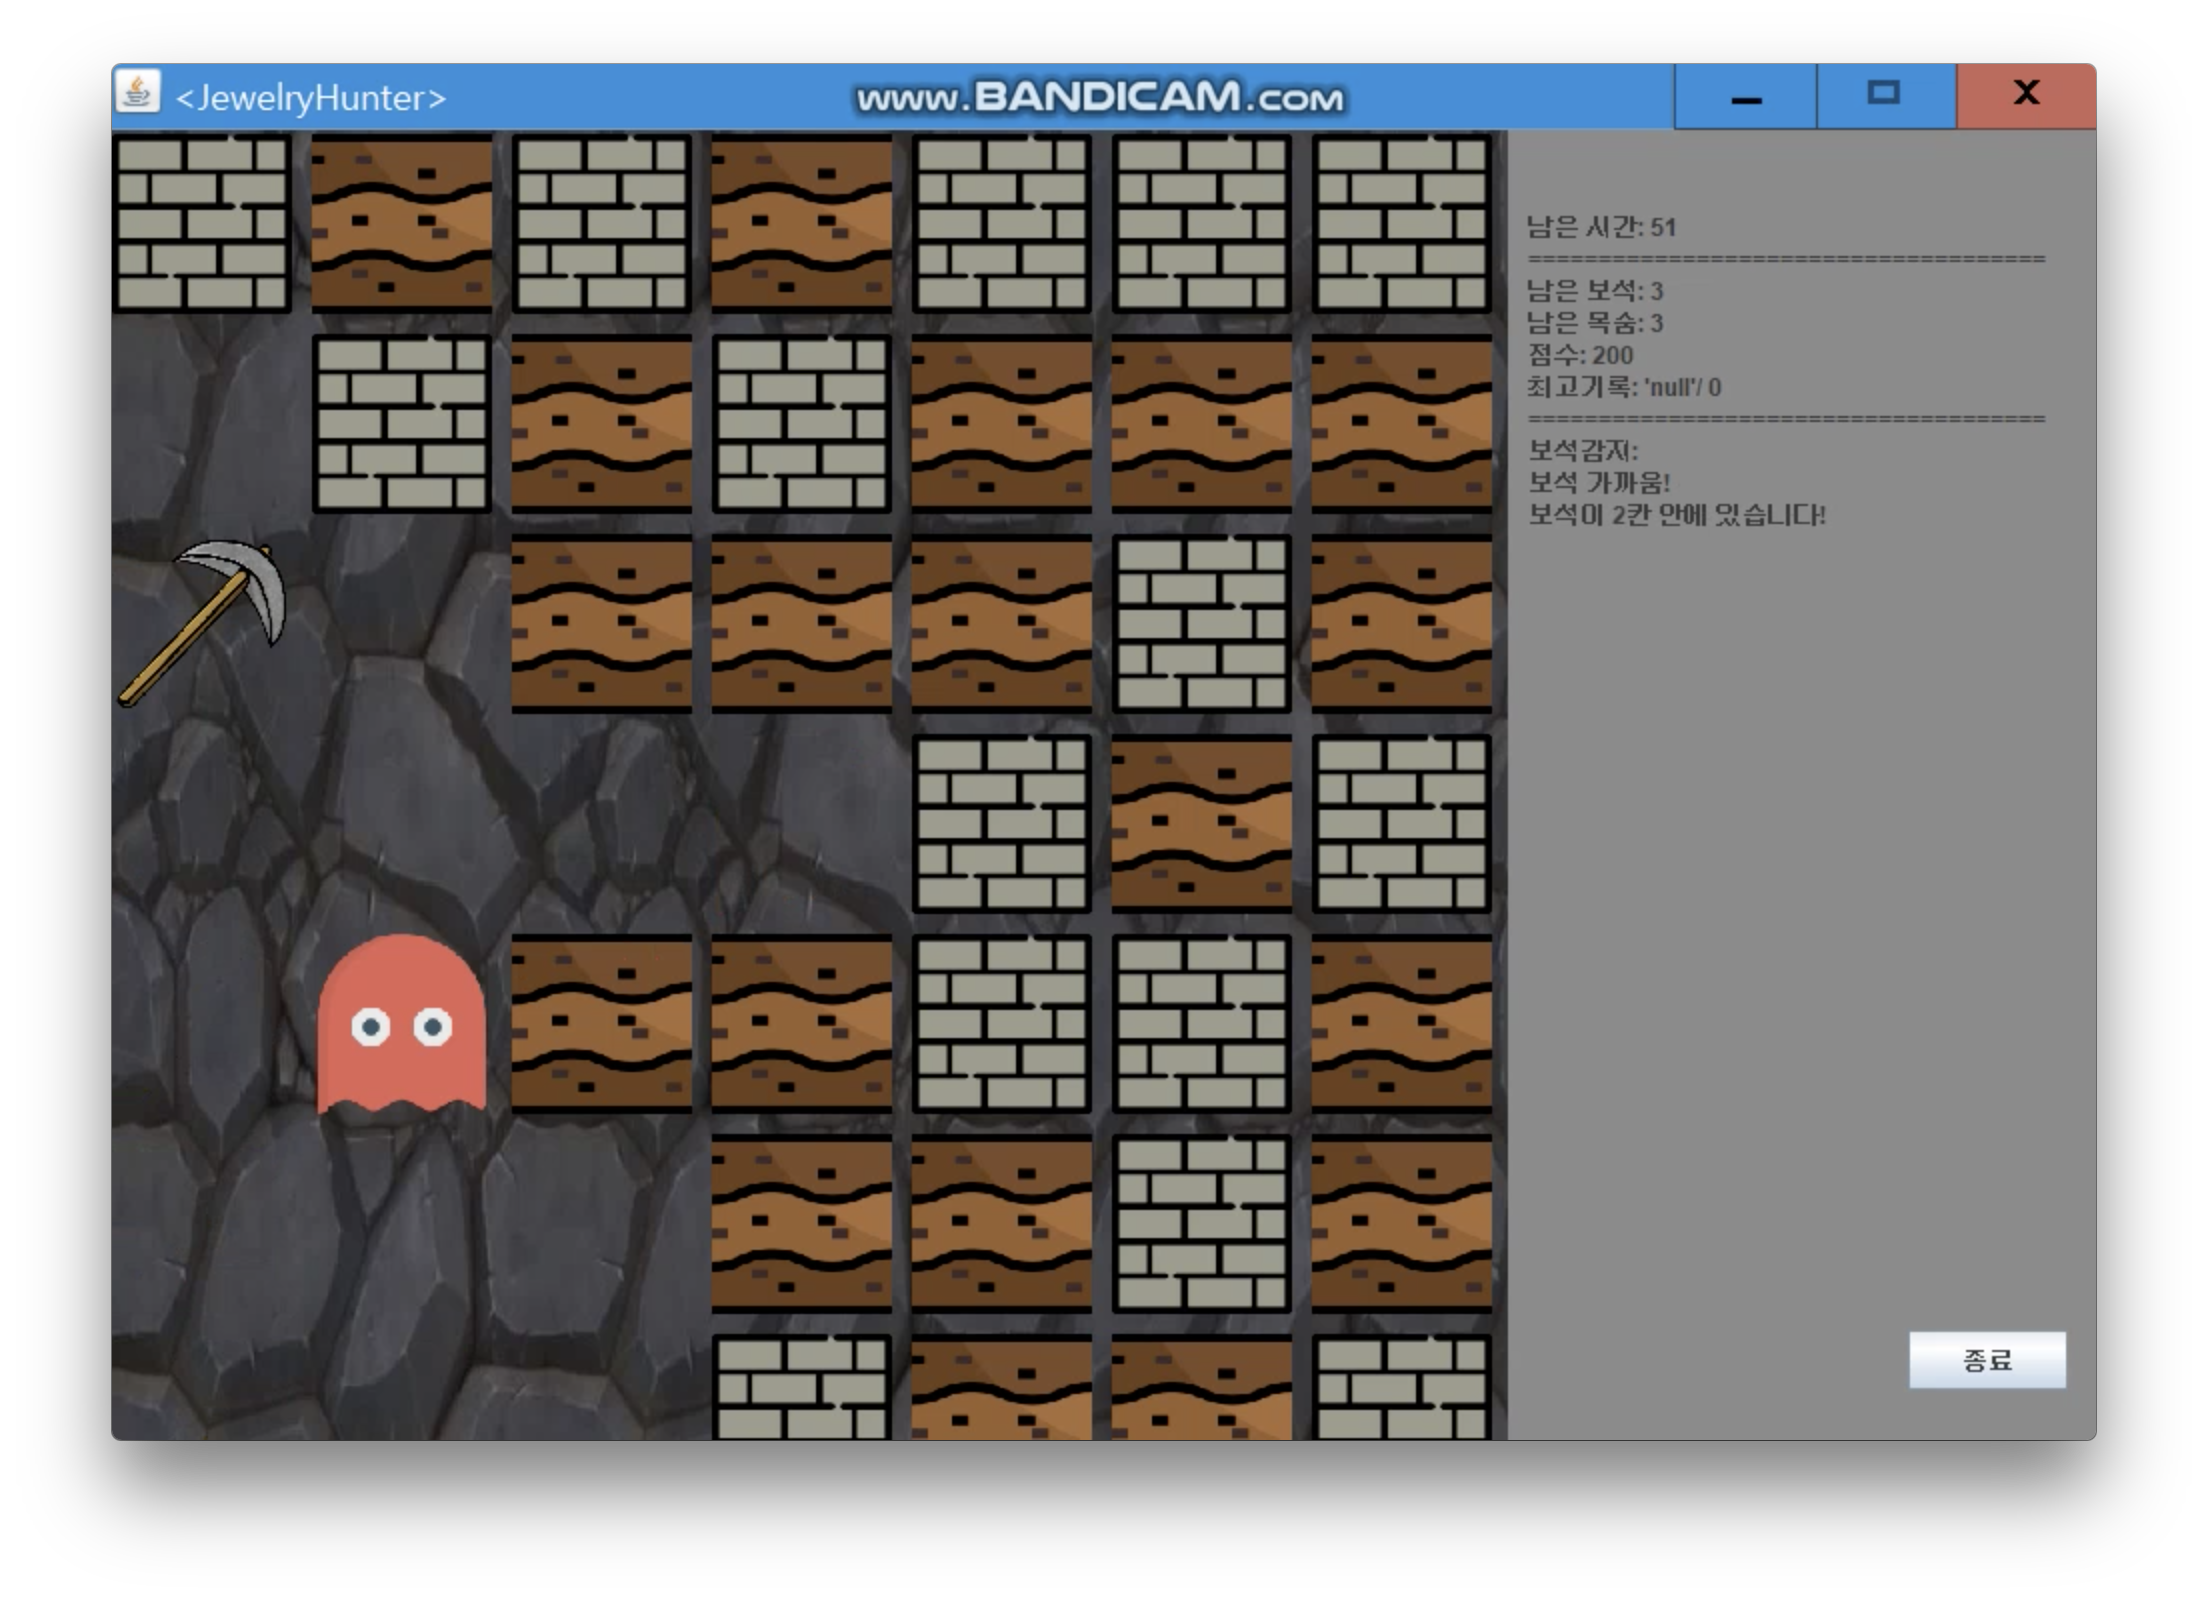 <JewelryHunter>
www.BANDICAM.com
남은 시간: 51
=====================================
남은 보석: 3
남은 목숨: 3
점수: 200
최고기록: 'null'/ 0
=====================================
보석감지:
보석 가까움!
보석이 2칸 안에 있습니다!
종료